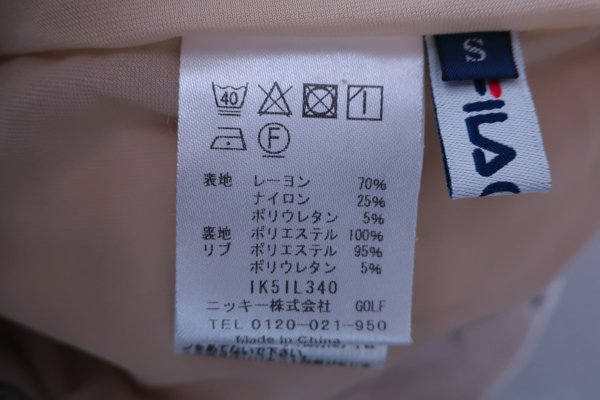 40
F
S
FILA
表地 レーヨン 70%
ナイロン 25%
ポリウレタン 5%
裏地 ポリエステル 100%
リブ ポリエステル 95%
ポリウレタン 5%
IK5IL340
ニッキー株式会社 GOLF
TEL 0120-021-950
Made in China